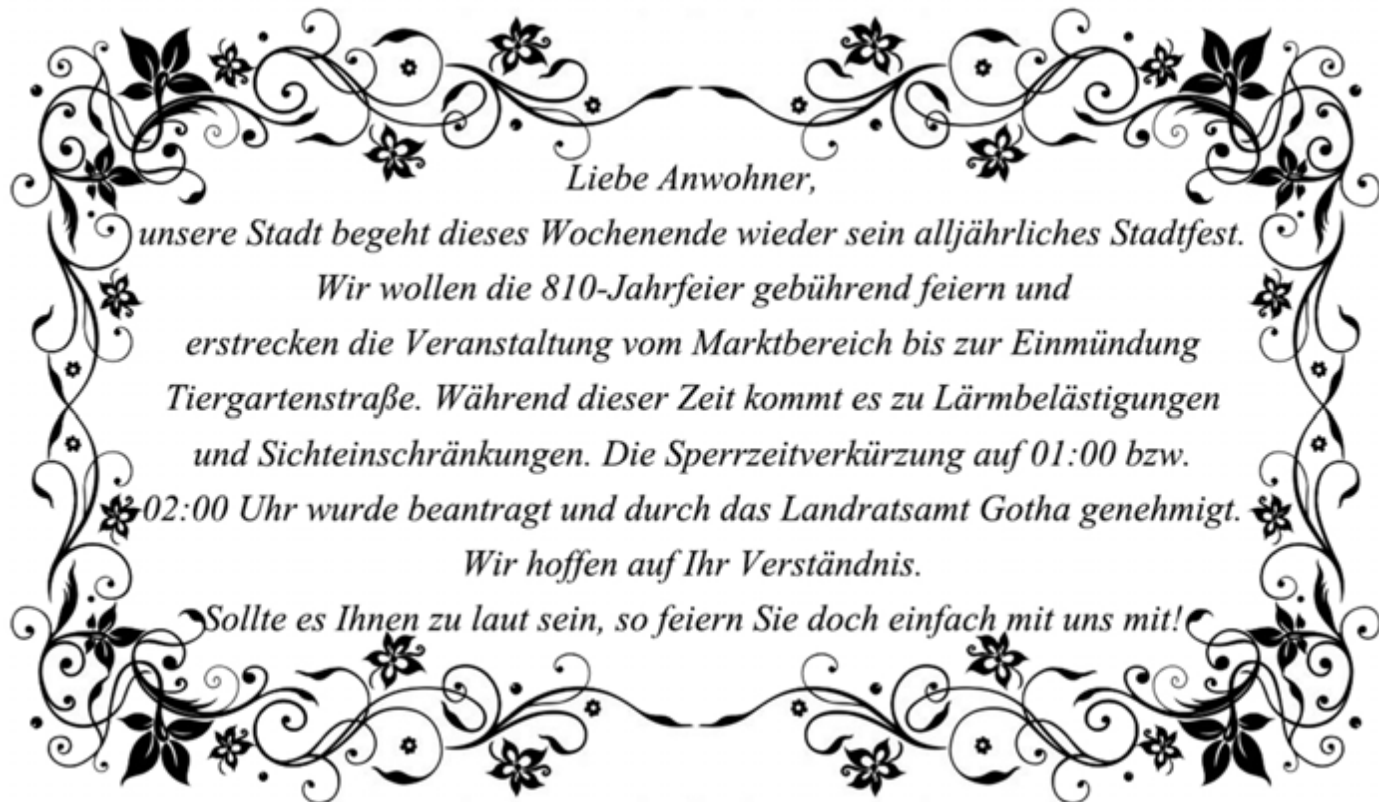 Liebe Anwohner,
unsere Stadt begeht dieses Wochenende wieder sein alljährliches Stadtfest.
Wir wollen die 810-Jahrfeier gebührend feiern und
erstrecken die Veranstaltung vom Marktbereich bis zur Einmündung
Tiergartenstraße. Während dieser Zeit kommt es zu Lärmbelästigungen
und Sichteinschränkungen. Die Sperrzeitverkürzung auf 01:00 bzw.
02:00 Uhr wurde beantragt und durch das Landratsamt Gotha genehmigt.
Wir hoffen auf Ihr Verständnis.
Sollte es Ihnen zu laut sein, so feiern Sie doch einfach mit uns mit!